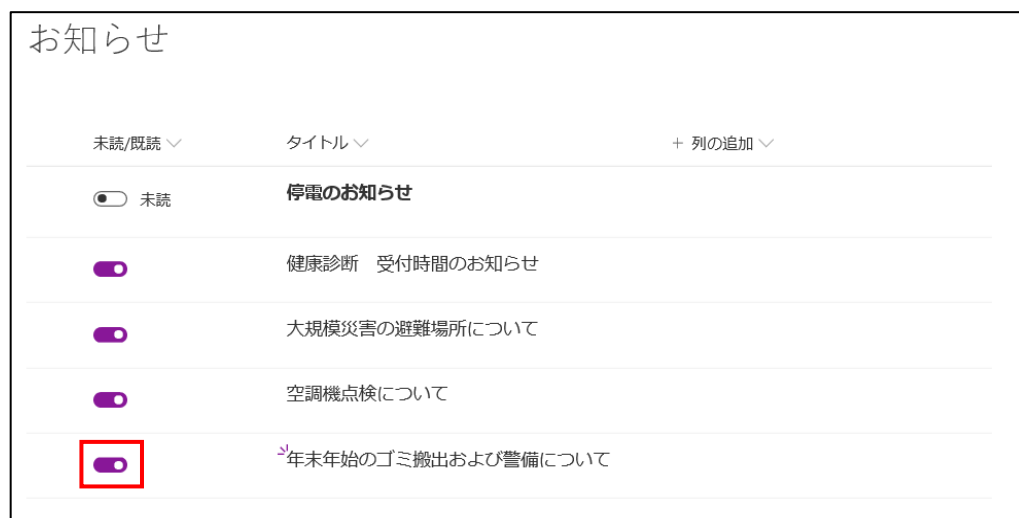 お知らせ
未読/既読 タイトル + 列の追加
未読 停電のお知らせ
健康診断　受付時間のお知らせ
大規模災害の避難場所について
空調機点検について
年末年始のゴミ搬出および警備について